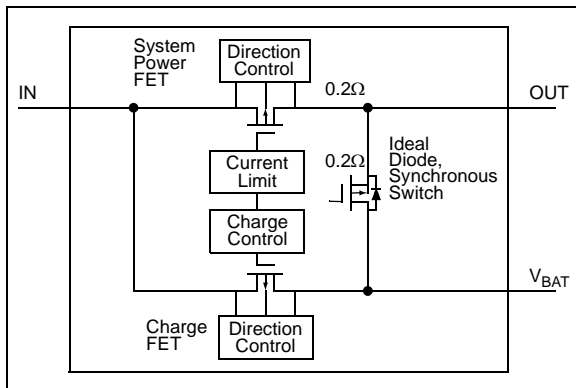 System
Power
FET
Direction
Control
IN
0.2Ω
OUT
Current
Limit
0.2Ω
Ideal
Diode,
Synchronous
Switch
Charge
Control
VBAT
Charge
FET
Direction
Control